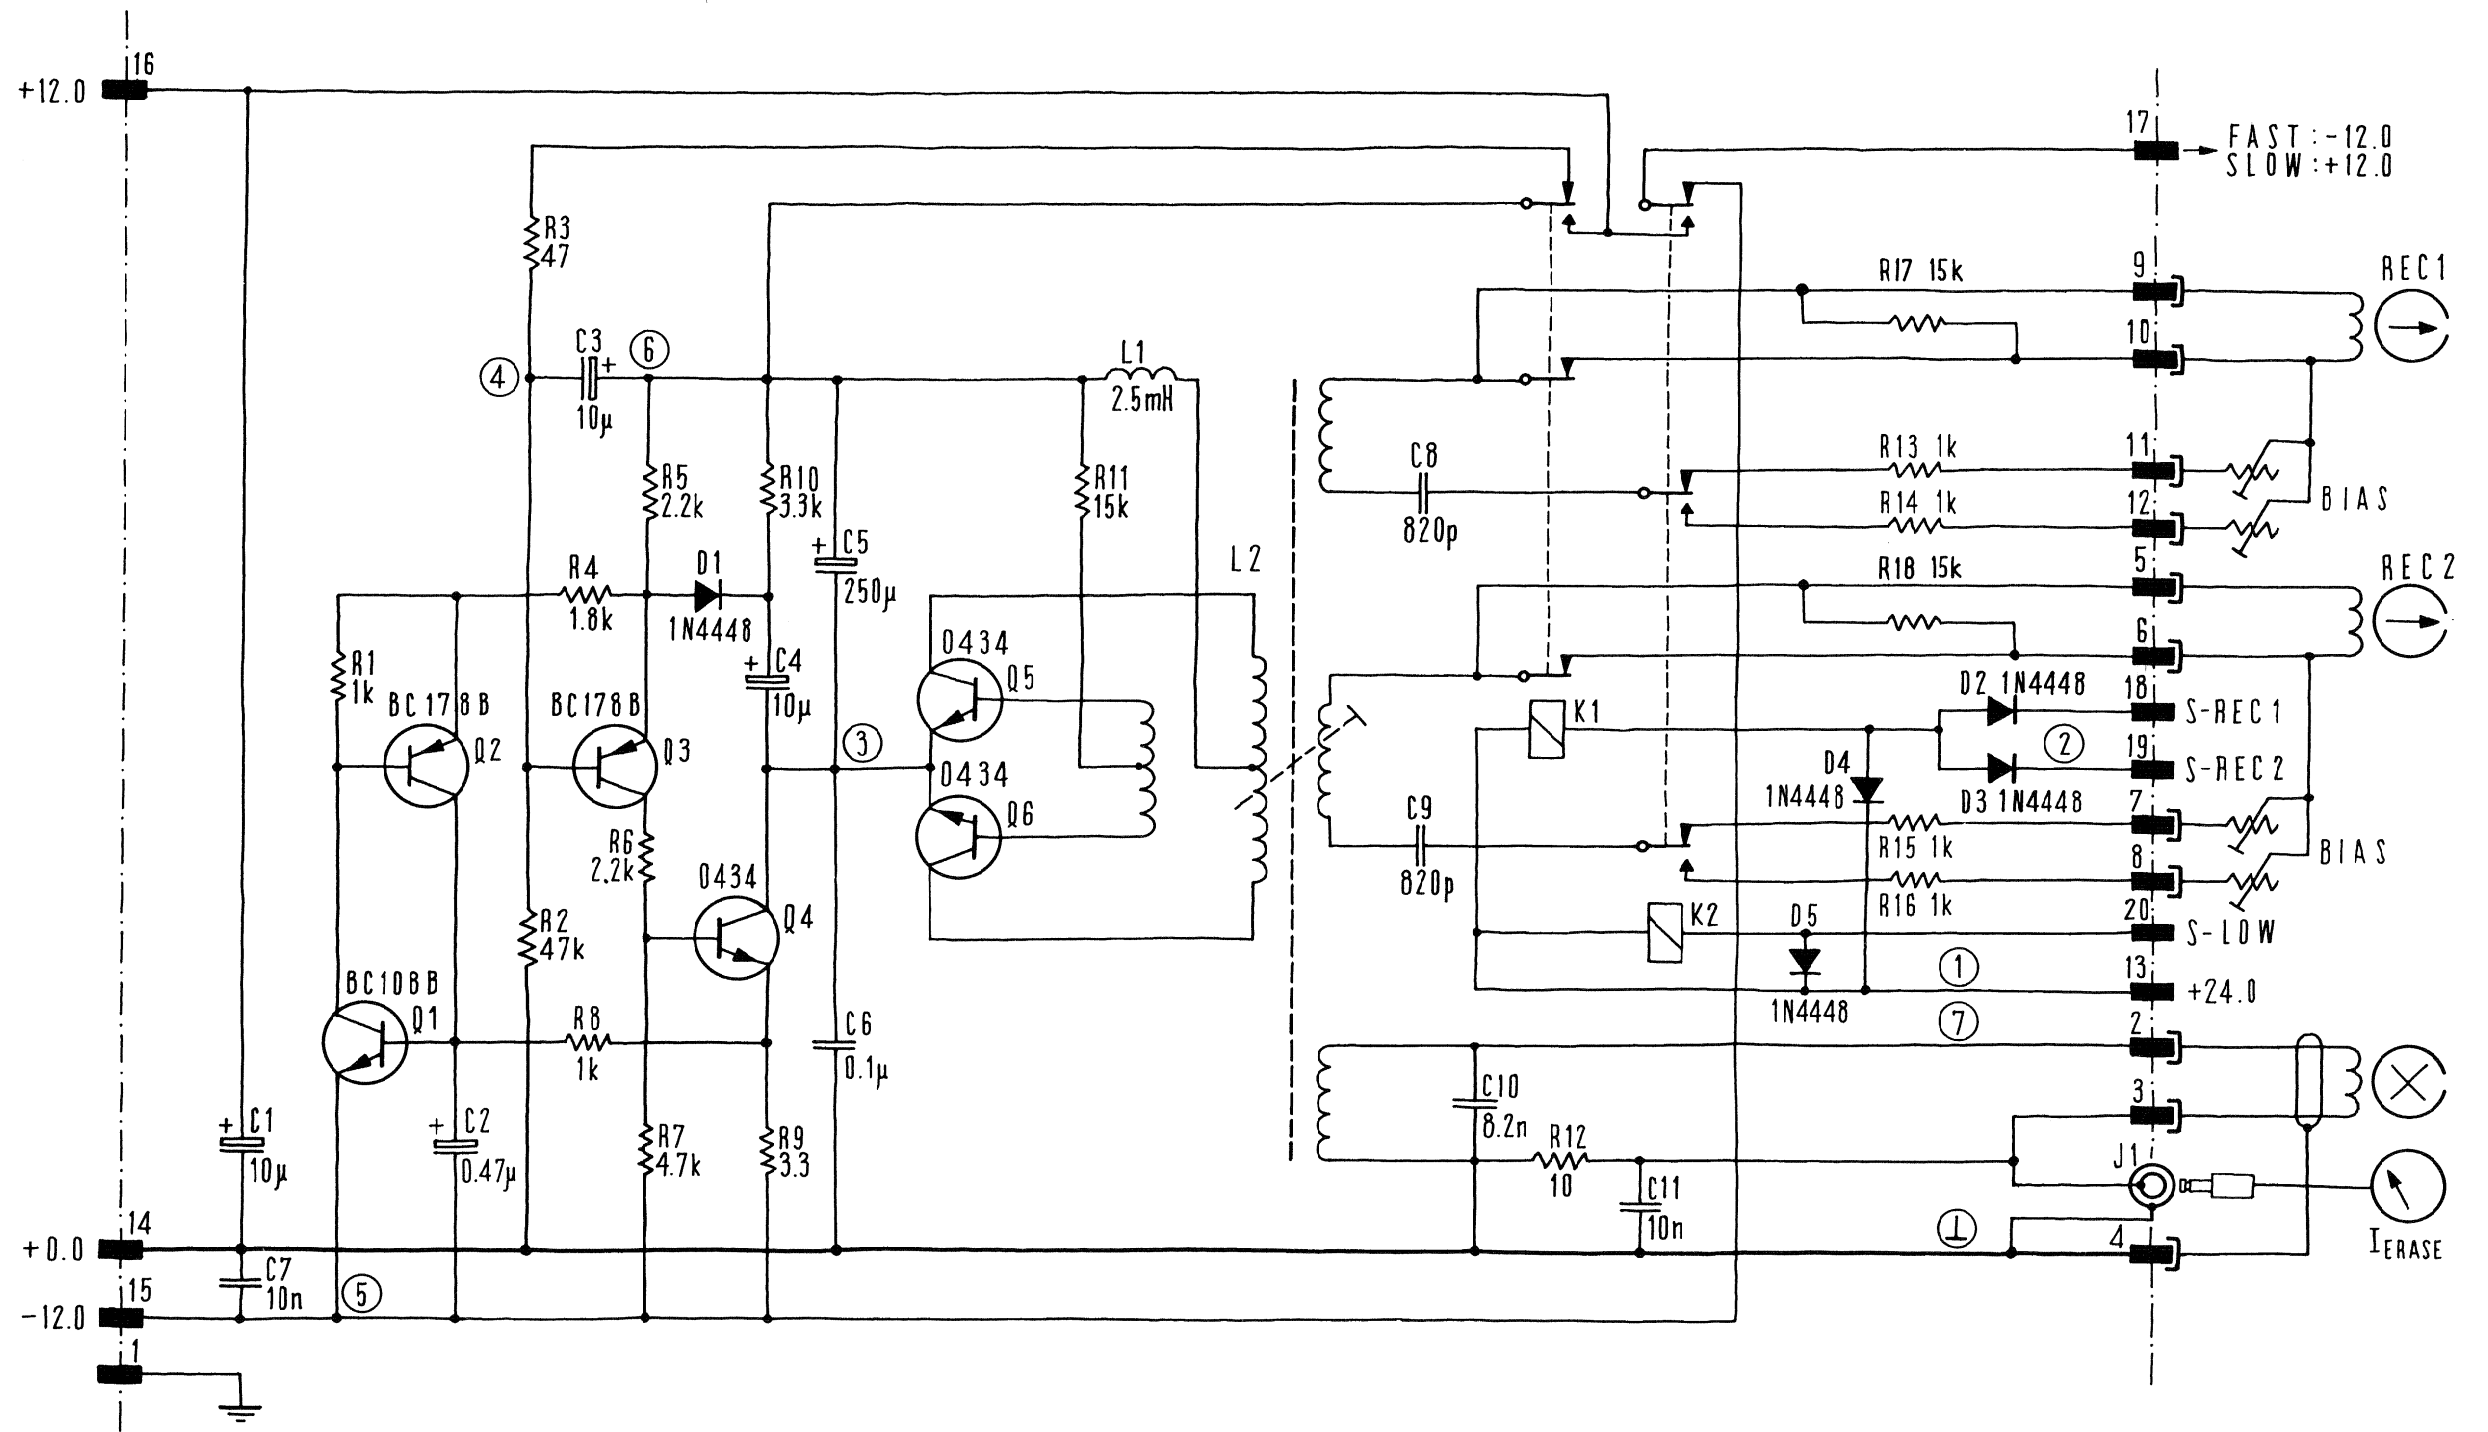 16
+12.0
17
FAST:-12.0
SLOW:+12.0
R3
47
R17 15k
9
REC1
10
C3
+
10µ
4
6
L1
2.5mH
R5
2.2k
R10
3.3k
R11
15k
C8
820p
R13 1k
11
R14 1k
12
BIAS
+
C5
250µ
R4
1.8k
D1
1N4448
L2
R18 15k
5
REC2
6
R1
1k
+
C4
10µ
0434
Q5
BC178B
Q2
BC178B
Q3
3
0434
Q6
K1
D2 1N4448
18
S-REC1
2
19
S-REC2
D4
1N4448
D3 1N4448
7
C9
820p
R15 1k
8
BIAS
R16 1k
R6
2.2k
0434
Q4
R2
47k
K2
D5
1N4448
20
S-LOW
1
13
+24.0
BC108B
Q1
R8
1k
C6
0.1µ
7
2
C10
8.2n
3
+
C1
10µ
+
C2
0.47µ
R7
4.7k
R9
3.3
R12
10
C11
10n
J1
IERASE
⊥
4
14
+0.0
C7
10n
5
15
-12.0
1